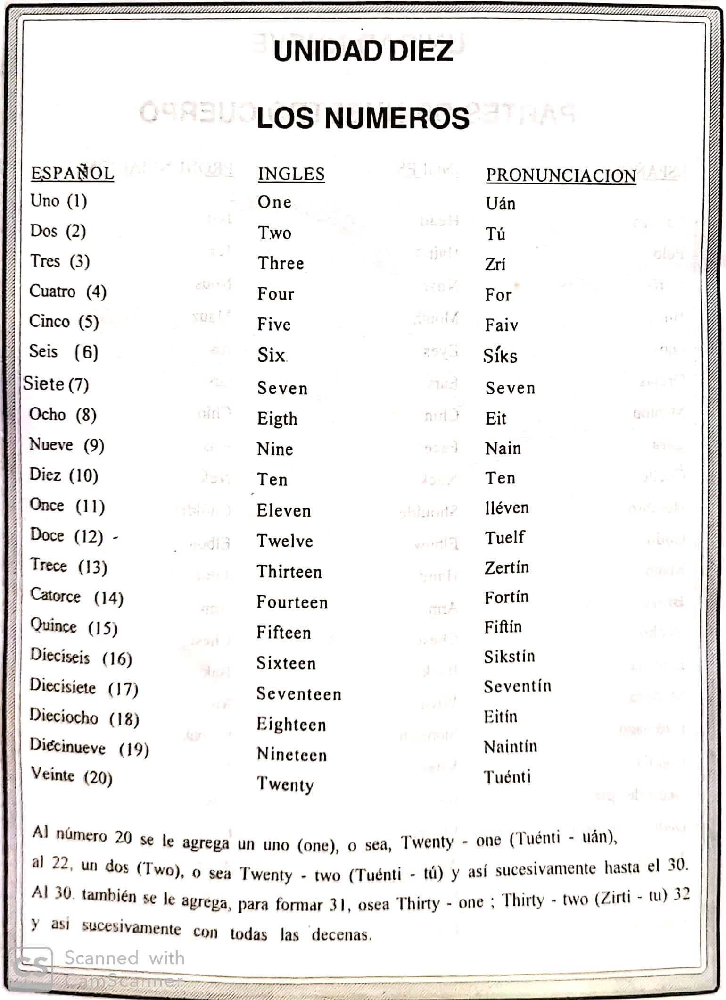 UNIDAD DIEZ
LOS NUMEROS
ESPAÑOL INGLES PRONUNCIACION
Uno (1) One Uán
Dos (2) Two Tú
Tres (3) Three Zrí
Cuatro (4) Four For
Cinco (5) Five Faiv
Seis (6) Six Síks
Siete (7) Seven Seven
Ocho (8) Eigth Eit
Nueve (9) Nine Nain
Diez (10) Ten Ten
Once (11) Eleven lléven
Doce (12) - Twelve Tuelf
Trece (13) Thirteen Zertín
Catorce (14) Fourteen Fortín
Quince (15) Fifteen Fiftín
Dieciseis (16) Sixteen Sikstín
Diecisiete (17) Seventeen Seventín
Dieciocho (18) Eighteen Eitín
Diecinueve (19) Nineteen Naintín
Veinte (20) Twenty Tuénti
Al número 20 se le agrega un uno (one), o sea, Twenty - one (Tuénti - uán),
al 22, un dos (Two), o sea Twenty - two (Tuénti - tú) y así sucesivamente hasta el 30.
Al 30. también se le agrega, para formar 31, osea Thirty - one ; Thirty - two (Zirti - tu) 32
y así sucesivamente con todas las decenas.
CS Scanned with
CamScanner